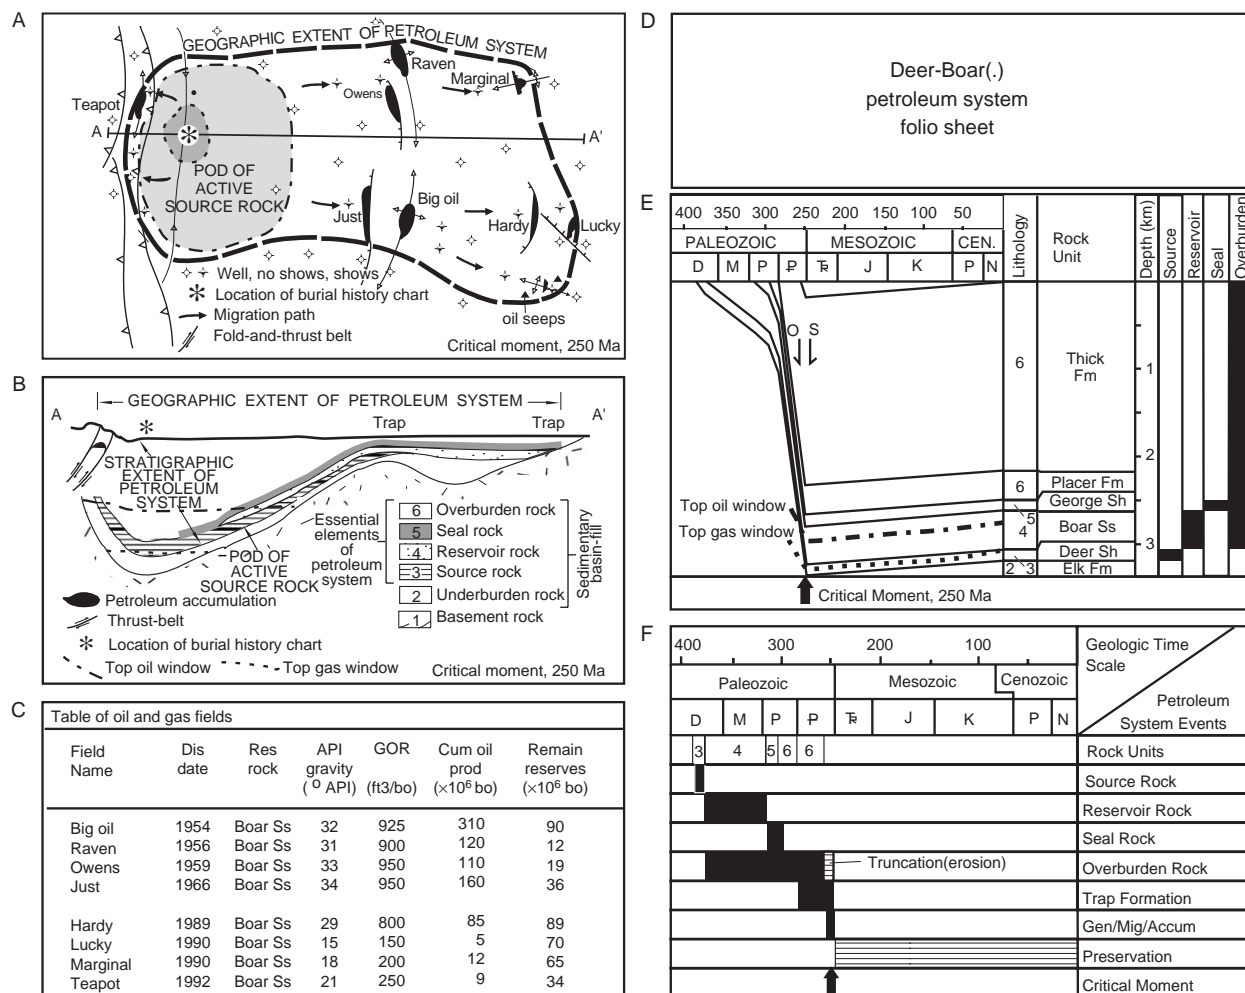 A
GEOGRAPHIC EXTENT OF PETROLEUM SYSTEM
Raven
Marginal
Owens
Teapot
A
A'
POD OF
ACTIVE
SOURCE ROCK
Big oil
Just
Hardy
Lucky
Well, no shows, shows
Location of burial history chart
oil seeps
Migration path
Fold-and-thrust belt
Critical moment, 250 Ma
B
GEOGRAPHIC EXTENT OF PETROLEUM SYSTEM
A
A'
Trap
Trap
STRATIGRAPHIC
EXTENT OF
PETROLEUM
SYSTEM
POD OF
ACTIVE
SOURCE ROCK
Essential
elements
of
petroleum
system
6 Overburden rock
5 Seal rock
4 Reservoir rock
3 Source rock
2 Underburden rock
1 Basement rock
Sedimentary
basin-fill
Petroleum accumulation
Thrust-belt
Location of burial history chart
Top oil window
Top gas window
Critical moment, 250 Ma
C
Table of oil and gas fields
Field Name Dis date Res rock API gravity (O API) GOR (ft3/bo) Cum oil prod (×10⁶ bo) Remain reserves (×10⁶ bo)
Big oil 1954 Boar Ss 32 925 310 90
Raven 1956 Boar Ss 31 900 120 12
Owens 1959 Boar Ss 33 950 110 19
Just 1966 Boar Ss 34 950 160 36
Hardy 1989 Boar Ss 29 800 85 89
Lucky 1990 Boar Ss 15 150 5 70
Marginal 1990 Boar Ss 18 200 12 65
Teapot 1992 Boar Ss 21 250 9 34
D
Deer-Boar(.)
petroleum system
folio sheet
E
400 350 300 250 200 150 100 50
PALEOZOIC MESOZOIC CEN.
D M P P TR J K P N
Lithology
Rock
Unit
Depth (km)
Source
Reservoir
Seal
Overburden
O S
6 Thick
Fm
1
2
6 Placer Fm
George Sh
5
4 Boar Ss
3
Deer Sh
2 3 Elk Fm
Top oil window
Top gas window
Critical Moment, 250 Ma
F
400 300 200 100
Geologic Time
Scale
Paleozoic Mesozoic Cenozoic
Petroleum
System Events
D M P P TR J K P N
3 4 5 6 6 Rock Units
Source Rock
Reservoir Rock
Seal Rock
Truncation(erosion) Overburden Rock
Trap Formation
Gen/Mig/Accum
Preservation
Critical Moment